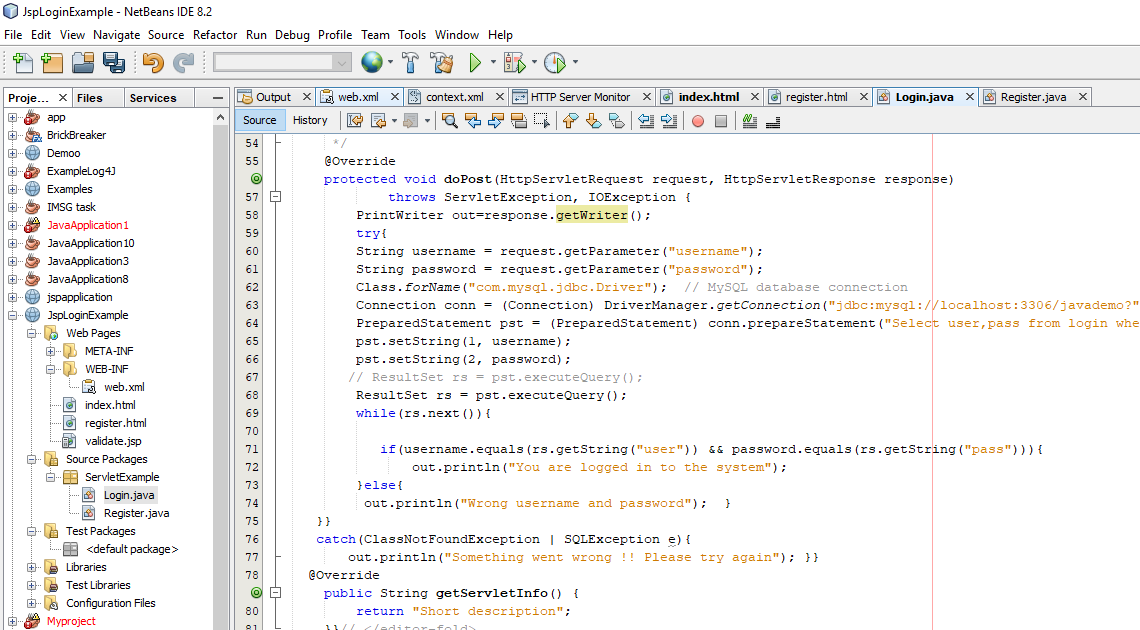 JspLoginExample - NetBeans IDE 8.2
File Edit View Navigate Source Refactor Run Debug Profile Team Tools Window Help
Proje... Files Services
app
BrickBreaker
Demoo
ExampleLog4J
Examples
IMSG task
JavaApplication1
JavaApplication10
JavaApplication3
JavaApplication8
jspapplication
JspLoginExample
Web Pages
META-INF
WEB-INF
web.xml
index.html
register.html
validate.jsp
Source Packages
ServletExample
Login.java
Register.java
Test Packages
<default package>
Libraries
Test Libraries
Configuration Files
Myproject
Output web.xml context.xml HTTP Server Monitor index.html register.html Login.java Register.java
Source History
54 */
55 @Override
protected void doPost(HttpServletRequest request, HttpServletResponse response)
57 throws ServletException, IOException {
58 PrintWriter out=response.getWriter();
59 try{
60 String username = request.getParameter("username");
61 String password = request.getParameter("password");
62 Class.forName("com.mysql.jdbc.Driver"); // MySQL database connection
63 Connection conn = (Connection) DriverManager.getConnection("jdbc:mysql://localhost:3306/javademo?"
64 PreparedStatement pst = (PreparedStatement) conn.prepareStatement("Select user,pass from login whe
65 pst.setString(1, username);
66 pst.setString(2, password);
67 // ResultSet rs = pst.executeQuery();
68 ResultSet rs = pst.executeQuery();
69 while(rs.next()){
70
71 if(username.equals(rs.getString("user")) && password.equals(rs.getString("pass"))){
72 out.println("You are logged in to the system");
73 }else{
74 out.println("Wrong username and password"); }
75 }}
76 catch(ClassNotFoundException | SQLException e){
77 out.println("Something went wrong !! Please try again"); }}
78 @Override
public String getServletInfo() {
80 return "Short description";
81 }}// </editor-fold>